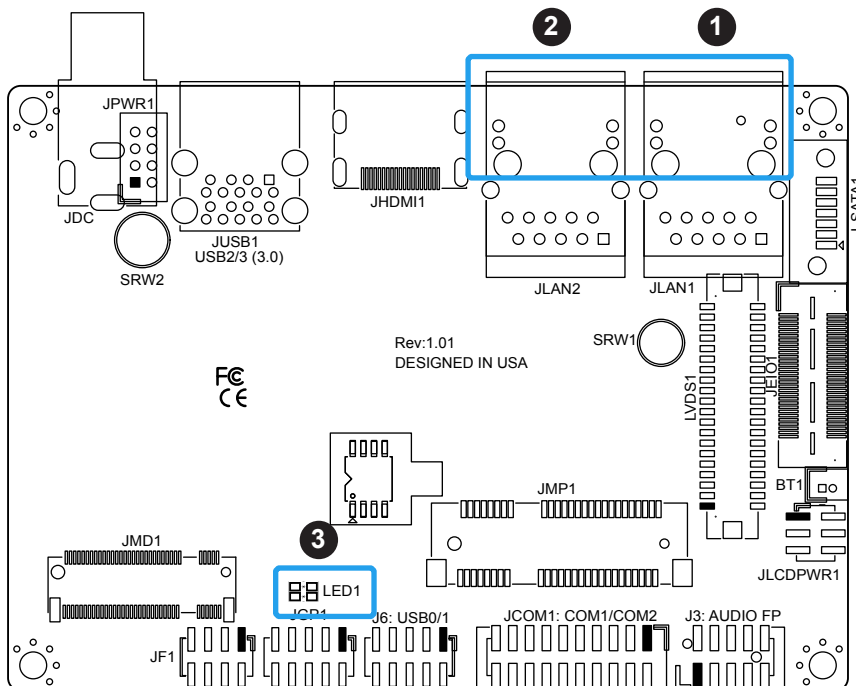 2
1
JPWR1
JDC
SRW2
JUSB1
USB2/3 (3.0)
JHDMI1
JLAN2
JLAN1
LSATA1
Rev:1.01
DESIGNED IN USA
SRW1
LVDS1
JEIO1
FC
CE
BT1
JMP1
JLCDPWR1
JMD1
3
LED1
JGP1
J6: USB0/1
JCOM1: COM1/COM2
J3: AUDIO FP
JF1